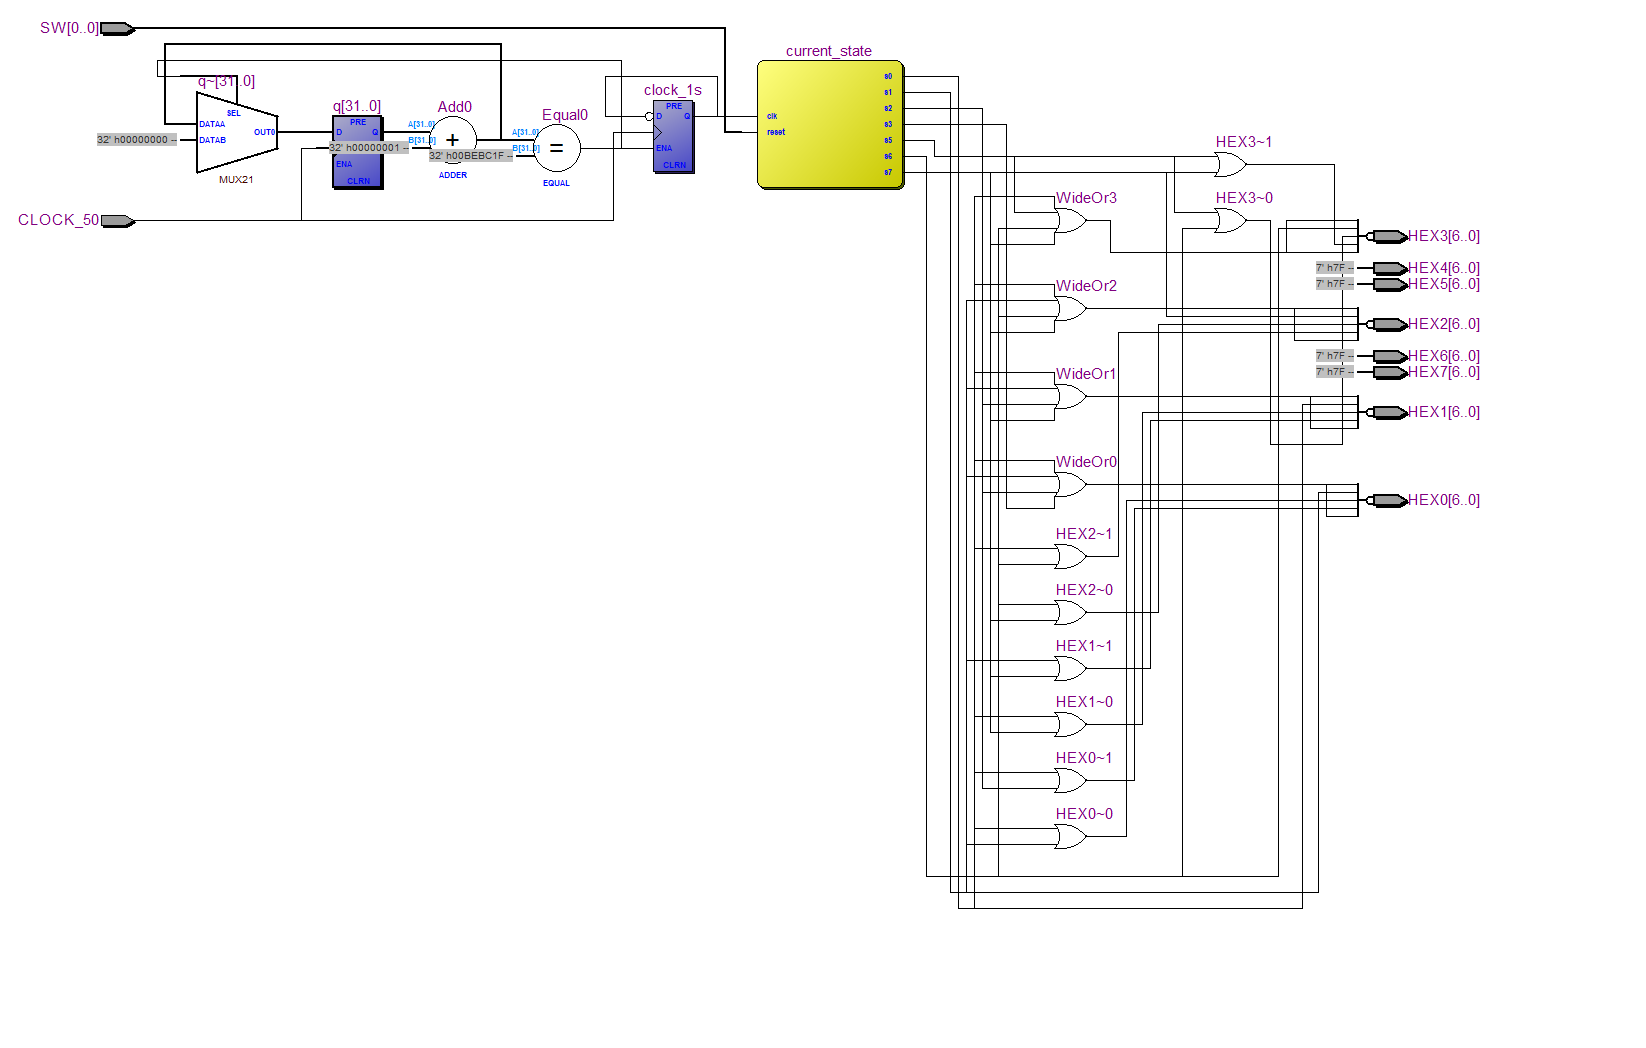 SW[0..0]
current_state
q~[31..0]
SEL
DATAA
DATAB
OUT0
32' h00000000 --
MUX21
q[31..0]
PRE
D
Q
ENA
CLRN
32' h00000001 --
Add0
A[31..0]
B[31..0]
+
ADDER
32' h00BEBC1F --
Equal0
A[31..0]
B[31..0]
=
EQUAL
clock_1s
PRE
D
Q
ENA
CLRN
clk
reset
s0
s1
s2
s3
s5
s6
s7
CLOCK_50
HEX3~1
WideOr3
HEX3~0
HEX3[6..0]
7' h7F --
HEX4[6..0]
7' h7F --
HEX5[6..0]
WideOr2
HEX2[6..0]
7' h7F --
HEX6[6..0]
7' h7F --
HEX7[6..0]
WideOr1
HEX1[6..0]
WideOr0
HEX0[6..0]
HEX2~1
HEX2~0
HEX1~1
HEX1~0
HEX0~1
HEX0~0